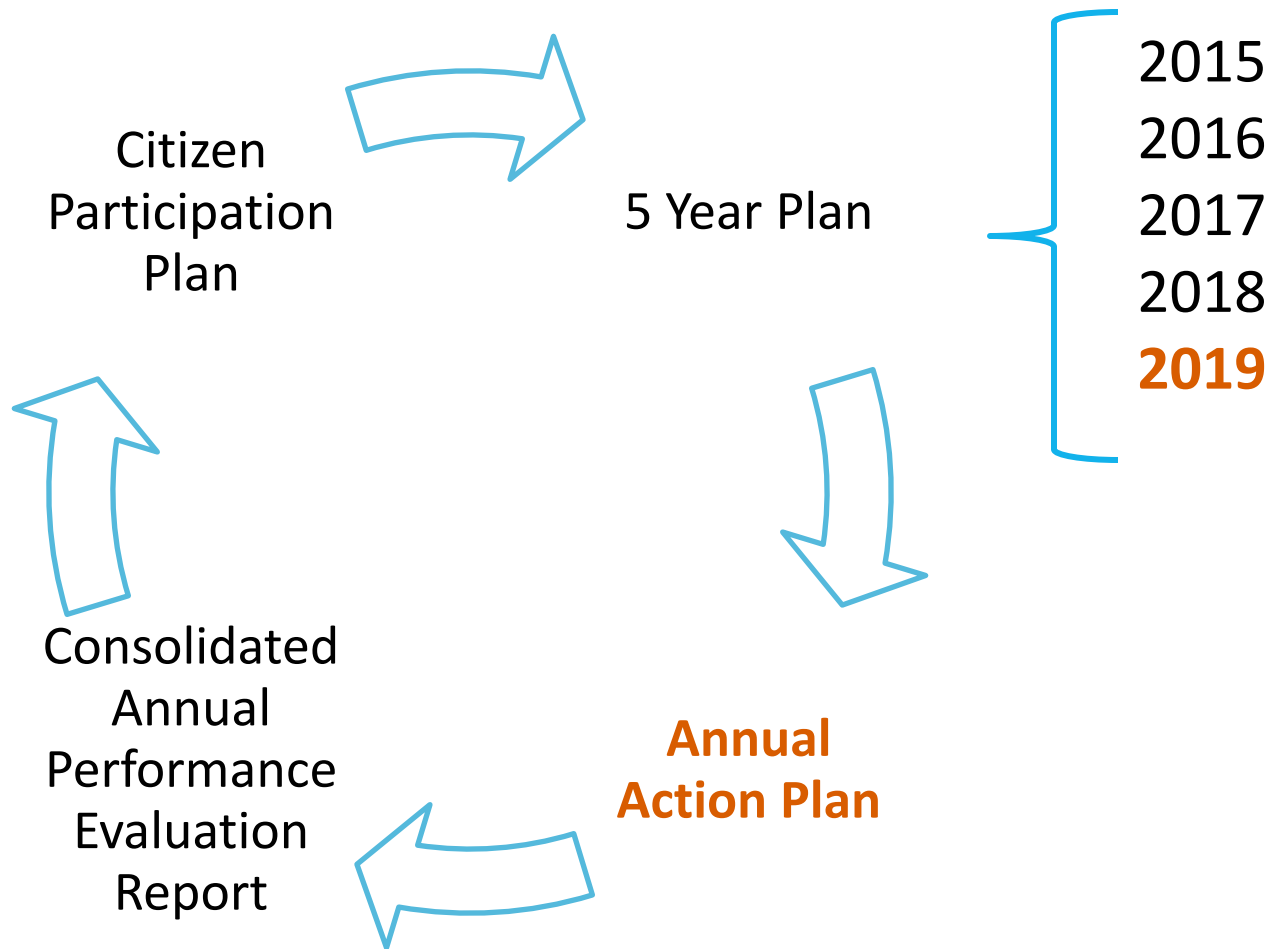 Citizen
Participation
Plan
5 Year Plan
2015
2016
2017
2018
2019
Annual
Action Plan
Consolidated
Annual
Performance
Evaluation
Report